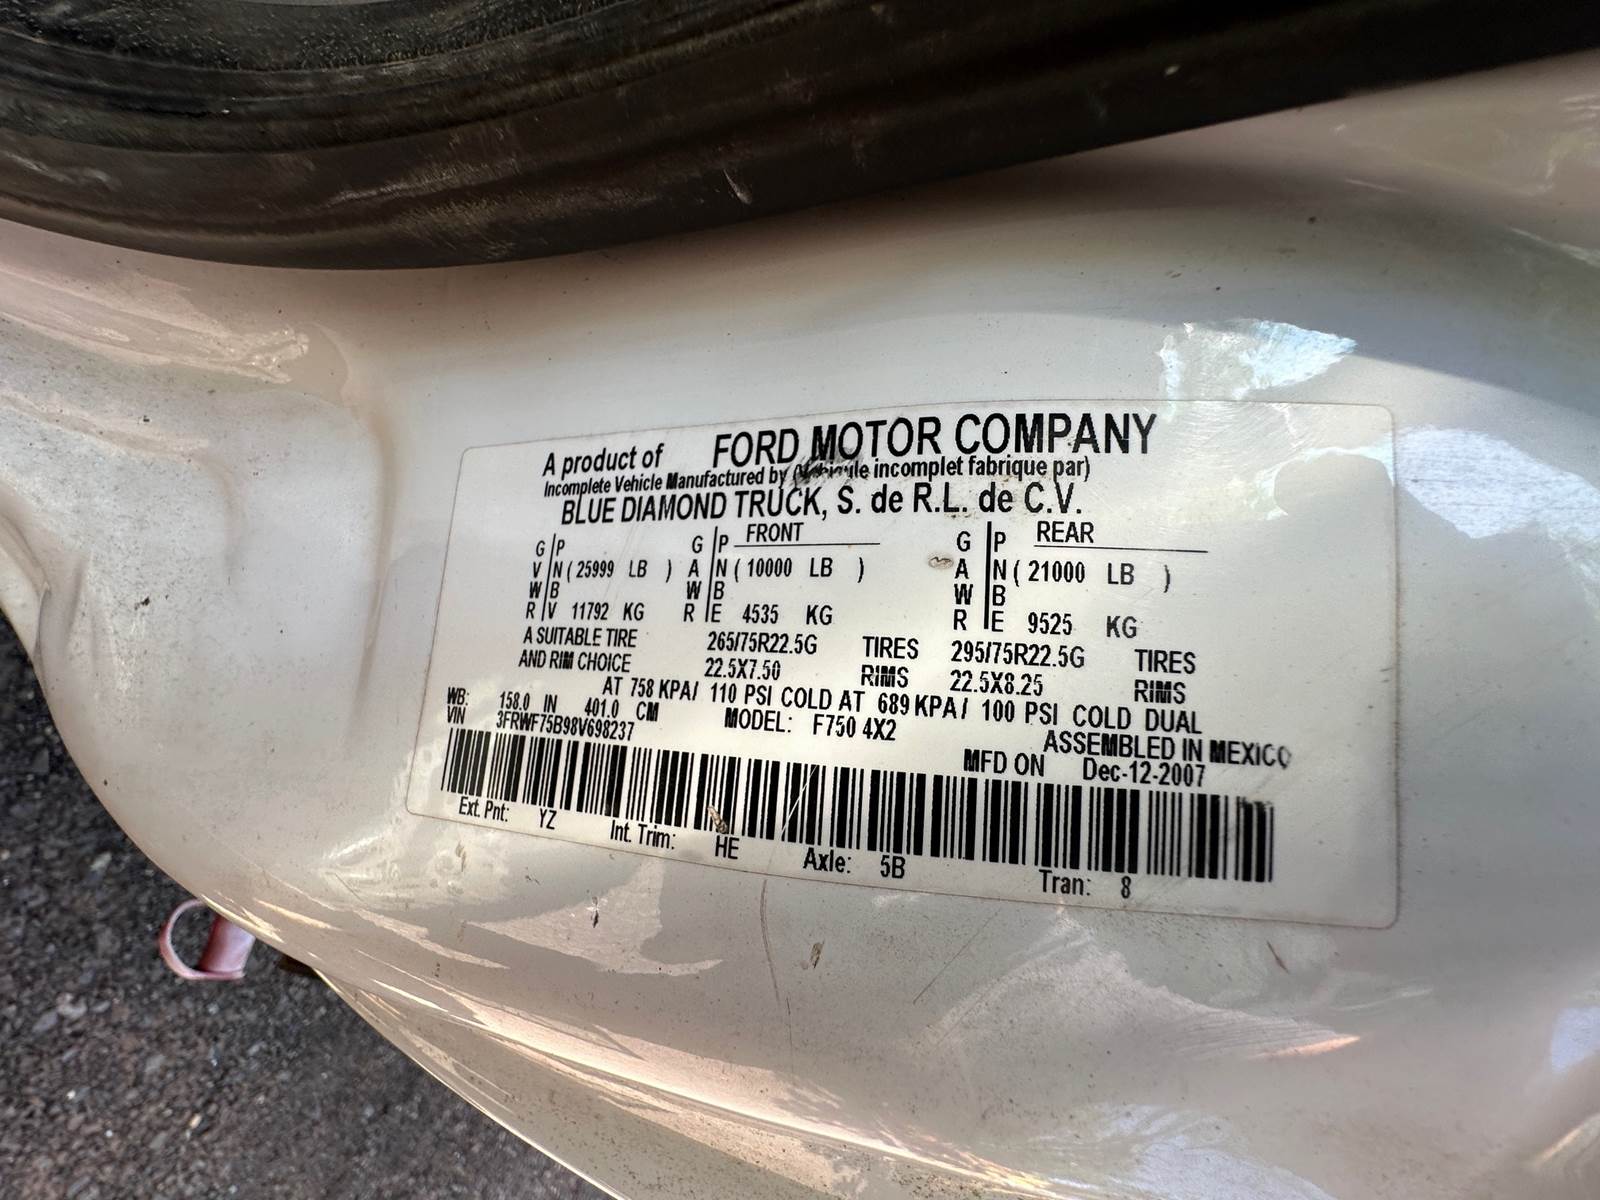 A product of FORD MOTOR COMPANY
Incomplete Vehicle Manufactured by (Véhicule incomplet fabrique par)
BLUE DIAMOND TRUCK, S. de R.L. de C.V.
FRONT REAR
G P G P G P
V N ( 25999 LB ) A N ( 10000 LB ) A N ( 21000 LB )
W B W B W B
R V 11792 KG R E 4535 KG R E 9525 KG
A SUITABLE TIRE 265/75R22.5G TIRES 295/75R22.5G TIRES
AND RIM CHOICE 22.5X7.50 RIMS 22.5X8.25 RIMS
AT 758 KPA/ 110 PSI COLD AT 689 KPA/ 100 PSI COLD DUAL
WB: 158.0 IN 401.0 CM MODEL: F750 4X2 ASSEMBLED IN MEXICO
VIN 3FRWF75B98V698237 MFD ON Dec-12-2007
Ext. Pnt: YZ Int. Trim: HE Axle: 5B Tran: 8